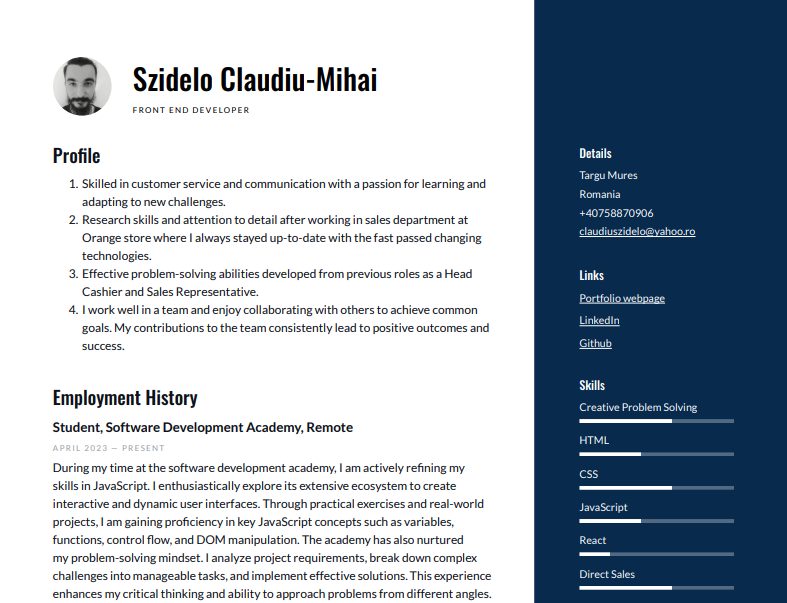 Szidelo Claudiu-Mihai
FRONT END DEVELOPER
Profile
1. Skilled in customer service and communication with a passion for learning and
adapting to new challenges.
2. Research skills and attention to detail after working in sales department at
Orange store where I always stayed up-to-date with the fast passed changing
technologies.
3. Effective problem-solving abilities developed from previous roles as a Head
Cashier and Sales Representative.
4. I work well in a team and enjoy collaborating with others to achieve common
goals. My contributions to the team consistently lead to positive outcomes and
success.
Employment History
Student, Software Development Academy, Remote
APRIL 2023 — PRESENT
During my time at the software development academy, I am actively refining my
skills in JavaScript. I enthusiastically explore its extensive ecosystem to create
interactive and dynamic user interfaces. Through practical exercises and real-world
projects, I am gaining proficiency in key JavaScript concepts such as variables,
functions, control flow, and DOM manipulation. The academy has also nurtured
my problem-solving mindset. I analyze project requirements, break down complex
challenges into manageable tasks, and implement effective solutions. This experience
enhances my critical thinking and ability to approach problems from different angles.
Details
Targu Mures
Romania
+40758870906
claudiuszidelo@yahoo.ro
Links
Portfolio webpage
LinkedIn
Github
Skills
Creative Problem Solving
HTML
CSS
JavaScript
React
Direct Sales